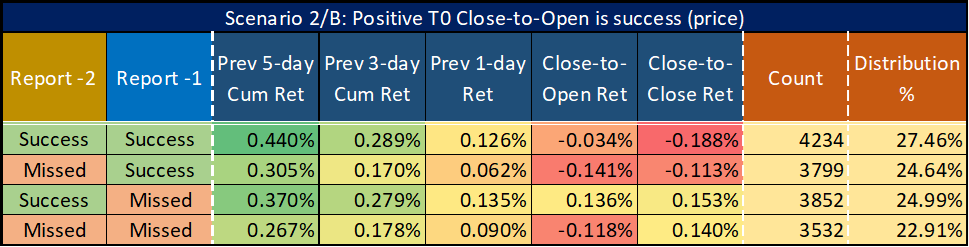 Scenario 2/B: Positive T0 Close-to-Open is success (price)
Report -2 Report -1 Prev 5-day Cum Ret Prev 3-day Cum Ret Prev 1-day Ret Close-to-Open Ret Close-to-Close Ret Count Distribution %
Success Success 0.440% 0.289% 0.126% -0.034% -0.188% 4234 27.46%
Missed Success 0.305% 0.170% 0.062% -0.141% -0.113% 3799 24.64%
Success Missed 0.370% 0.279% 0.135% 0.136% 0.153% 3852 24.99%
Missed Missed 0.267% 0.178% 0.090% -0.118% 0.140% 3532 22.91%